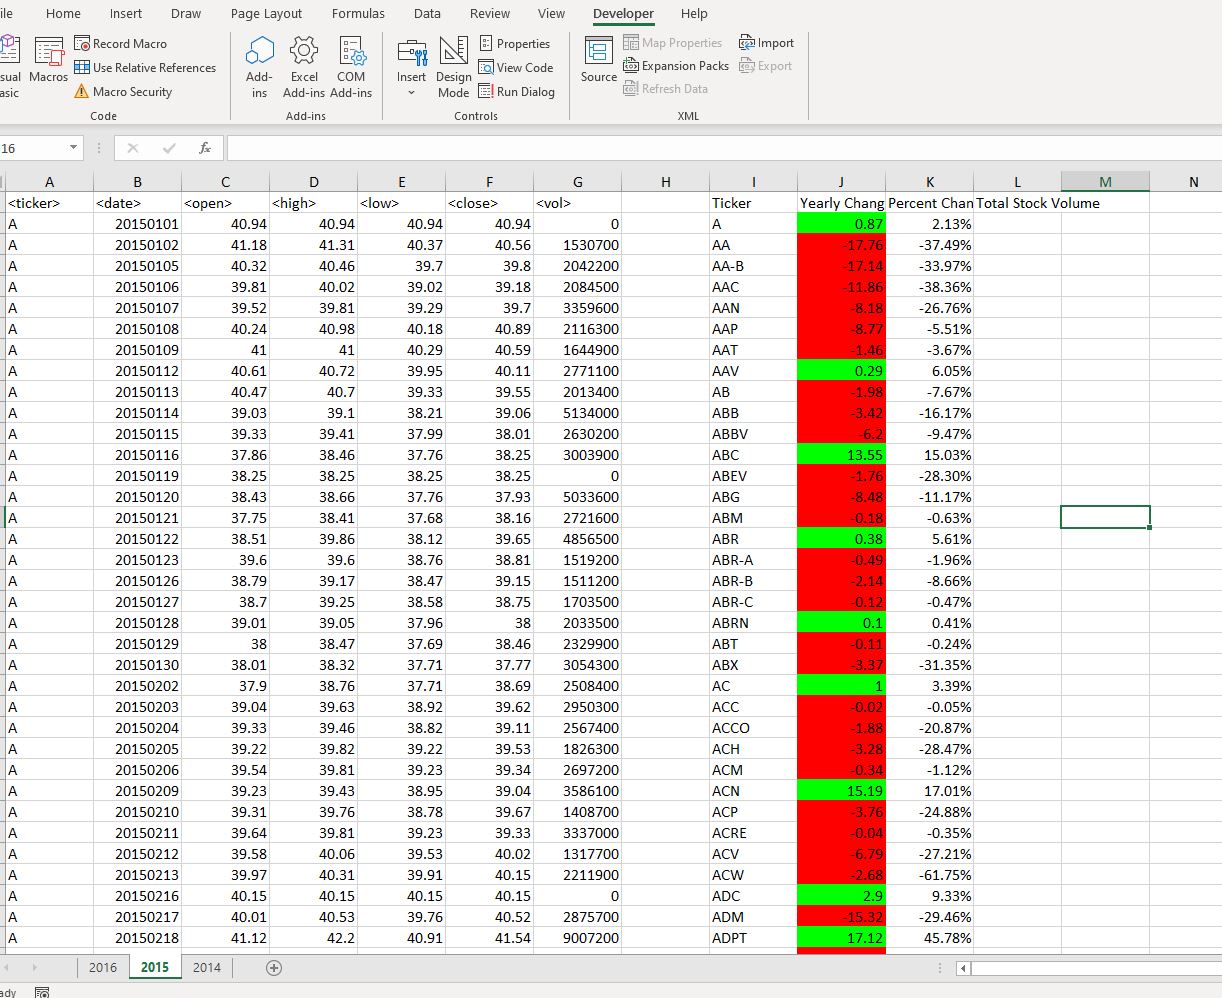 ile Home Insert Draw Page Layout Formulas Data Review View Developer Help
Record Macro
Use Relative References
Macro Security
sual asic
Macros
Code
Add-ins
Excel Add-ins
COM Add-ins
Add-ins
Insert
Design Mode
Properties
View Code
Run Dialog
Controls
Source
Map Properties
Expansion Packs
Refresh Data
Import
Export
XML
16 fx
A B C D E F G H I J K L M N
<ticker> <date> <open> <high> <low> <close> <vol> Ticker Yearly Chang Percent Chan Total Stock Volume
A 20150101 40.94 40.94 40.94 40.94 0 A 0.87 2.13%
A 20150102 41.18 41.31 40.37 40.56 1530700 AA -17.76 -37.49%
A 20150105 40.32 40.46 39.7 39.8 2042200 AA-B -17.14 -33.97%
A 20150106 39.81 40.02 39.02 39.18 2084500 AAC -11.86 -38.36%
A 20150107 39.52 39.81 39.29 39.7 3359600 AAN -8.18 -26.76%
A 20150108 40.24 40.98 40.18 40.89 2116300 AAP -8.77 -5.51%
A 20150109 41 41 40.29 40.59 1644900 AAT -1.46 -3.67%
A 20150112 40.61 40.72 39.95 40.11 2771100 AAV 0.29 6.05%
A 20150113 40.47 40.7 39.33 39.55 2013400 AB -1.98 -7.67%
A 20150114 39.03 39.1 38.21 39.06 5134000 ABB -3.42 -16.17%
A 20150115 39.33 39.41 37.99 38.01 2630200 ABBV -6.2 -9.47%
A 20150116 37.86 38.46 37.76 38.25 3003900 ABC 13.55 15.03%
A 20150119 38.25 38.25 38.25 38.25 0 ABEV -1.76 -28.30%
A 20150120 38.43 38.66 37.76 37.93 5033600 ABG -8.48 -11.17%
A 20150121 37.75 38.41 37.68 38.16 2721600 ABM -0.18 -0.63%
A 20150122 38.51 39.86 38.12 39.65 4856500 ABR 0.38 5.61%
A 20150123 39.6 39.6 38.76 38.81 1519200 ABR-A -0.49 -1.96%
A 20150126 38.79 39.17 38.47 39.15 1511200 ABR-B -2.14 -8.66%
A 20150127 38.7 39.25 38.58 38.75 1703500 ABR-C -0.12 -0.47%
A 20150128 39.01 39.05 37.96 38 2033500 ABRN 0.1 0.41%
A 20150129 38 38.47 37.69 38.46 2329900 ABT -0.11 -0.24%
A 20150130 38.01 38.32 37.71 37.77 3054300 ABX -3.37 -31.35%
A 20150202 37.9 38.76 37.71 38.69 2508400 AC 1 3.39%
A 20150203 39.04 39.63 38.92 39.62 2950300 ACC -0.02 -0.05%
A 20150204 39.33 39.46 38.82 39.11 2567400 ACCO -1.88 -20.87%
A 20150205 39.22 39.82 39.22 39.53 1826300 ACH -3.28 -28.47%
A 20150206 39.54 39.81 39.23 39.34 2697200 ACM -0.34 -1.12%
A 20150209 39.23 39.43 38.95 39.04 3586100 ACN 15.19 17.01%
A 20150210 39.31 39.76 38.78 39.67 1408700 ACP -3.76 -24.88%
A 20150211 39.64 39.81 39.23 39.33 3337000 ACRE -0.04 -0.35%
A 20150212 39.58 40.06 39.53 40.02 1317700 ACV -6.79 -27.21%
A 20150213 39.97 40.31 39.91 40.15 2211900 ACW -2.68 -61.75%
A 20150216 40.15 40.15 40.15 40.15 0 ADC 2.9 9.33%
A 20150217 40.01 40.53 39.76 40.52 2875700 ADM -15.32 -29.46%
A 20150218 41.12 42.2 40.91 41.54 9007200 ADPT 17.12 45.78%
2016 2015 2014
ady